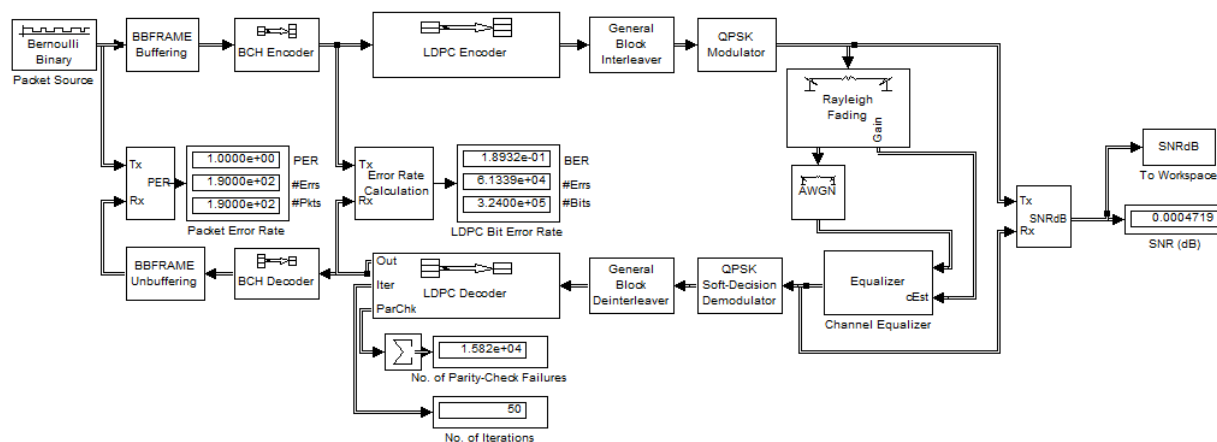 Bernoulli
Binary
Packet Source
BBFRAME
Buffering
BCH Encoder
LDPC Encoder
General
Block
Interleaver
QPSK
Modulator
Rayleigh
Fading
Gain
Tx
PER
Rx
1.0000e+00
1.9000e+02
1.9000e+02
PER
#Errs
#Pkts
Packet Error Rate
Tx
Error Rate
Calculation
Rx
1.8932e-01
6.1339e+04
3.2400e+05
BER
#Errs
#Bits
LDPC Bit Error Rate
AWGN
SNRdB
To Workspace
Tx
SNRdB
Rx
0.0004719
SNR (dB)
BBFRAME
Unbuffering
BCH Decoder
Out
Iter
ParChk
LDPC Decoder
General
Block
Deinterleaver
QPSK
Soft-Decision
Demodulator
Equalizer
cEst
Channel Equalizer
1.582e+04
No. of Parity-Check Failures
50
No. of Iterations